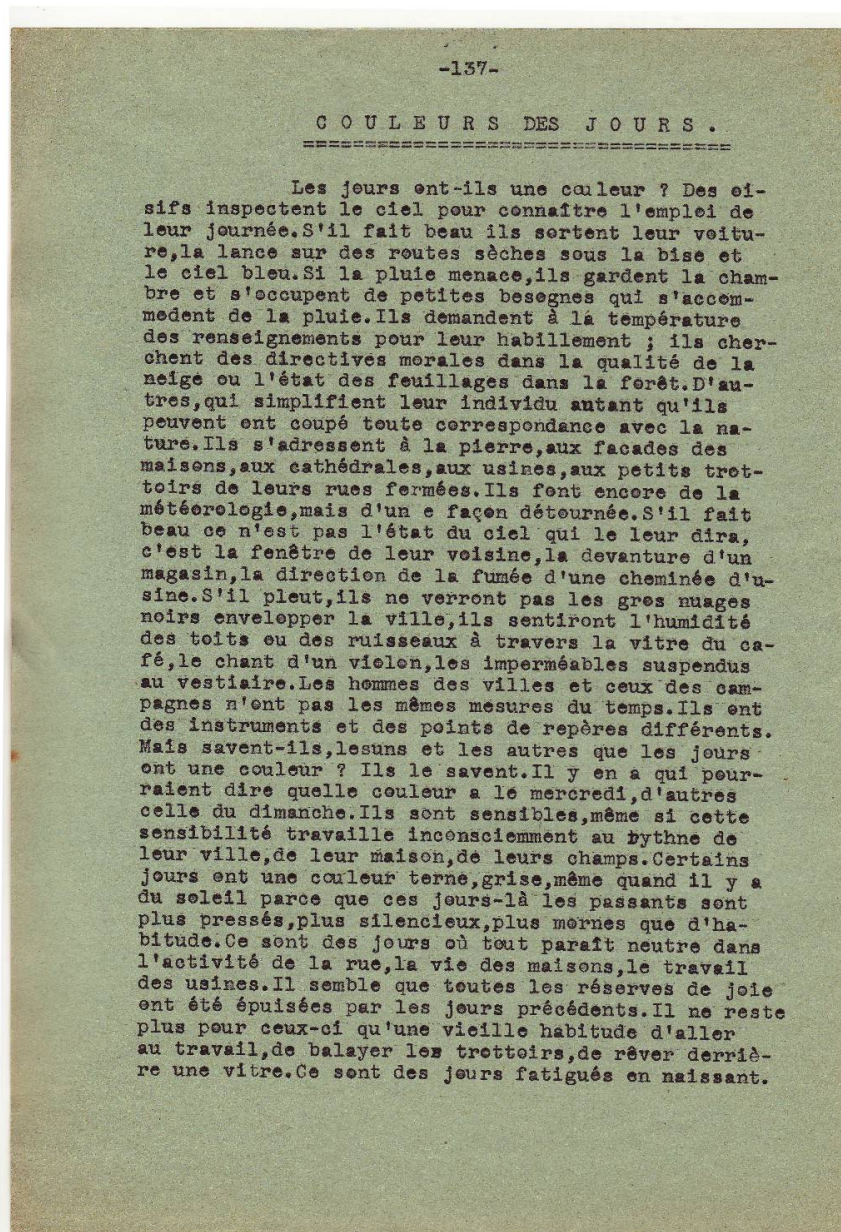 -137-
COULEURS DES JOURS.
===================================
Les jours ont-ils une couleur ? Des oi-
sifs inspectent le ciel pour connaître l'emploi de
leur journée.S'il fait beau ils sortent leur voitu-
re,la lance sur des routes sèches sous la bise et
le ciel bleu.Si la pluie menace,ils gardent la cham-
bre et s'occupent de petites besognes qui s'accom-
modent de la pluie.Ils demandent à la température
des renseignements pour leur habillement ; ils cher-
chent des directives morales dans la qualité de la
neige ou l'état des feuillages dans la forêt.D'au-
tres,qui simplifient leur individu autant qu'ils
peuvent ont coupé toute correspondance avec la na-
ture.Ils s'adressent à la pierre,aux facades des
maisons,aux cathédrales,aux usines,aux petits trot-
toirs de leurs rues fermées.Ils font encore de la
météorologie,mais d'un e façon détournée.S'il fait
beau ce n'est pas l'état du ciel qui le leur dira,
c'est la fenêtre de leur voisine,la devanture d'un
magasin,la direction de la fumée d'une cheminée d'u-
sine.S'il pleut,ils ne verront pas les gros nuages
noirs envelopper la ville,ils sentiront l'humidité
des toits ou des ruisseaux à travers la vitre du ca-
fé,le chant d'un violon,les imperméables suspendus
au vestiaire.Les hommes des villes et ceux des cam-
pagnes n'ont pas les mêmes mesures du temps.Ils ont
des instruments et des points de repères différents.
Mais savent-ils,lesuns et les autres que les jours
ont une couleur ? Ils le savent.Il y en a qui pour-
raient dire quelle couleur a le mercredi,d'autres
celle du dimanche.Ils sont sensibles,même si cette
sensibilité travaille inconsciemment au rythne de
leur ville,de leur maison,de leurs champs.Certains
jours ont une couleur terne,grise,même quand il y a
du soleil parce que ces jours-là les passants sont
plus pressés,plus silencieux,plus mornes que d'ha-
bitude.Ce sont des jours où tout paraît neutre dans
l'activité de la rue,la vie des maisons,le travail
des usines.Il semble que toutes les réserves de joie
ont été épuisées par les jours précédents.Il ne reste
plus pour ceux-ci qu'une vieille habitude d'aller
au travail,de balayer les trottoirs,de rêver derriè-
re une vitre.Ce sont des jours fatigués en naissant.